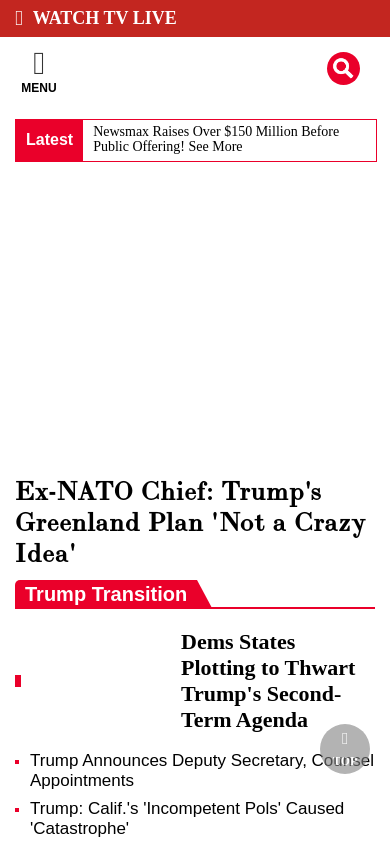 WATCH TV LIVE
MENU
Latest
Newsmax Raises Over $150 Million Before
Public Offering! See More
Ex-NATO Chief: Trump's
Greenland Plan 'Not a Crazy
Idea'
Trump Transition
Dems States
Plotting to Thwart
Trump's Second-
Term Agenda
Trump Announces Deputy Secretary, Counsel
Appointments
Trump: Calif.'s 'Incompetent Pols' Caused
'Catastrophe'